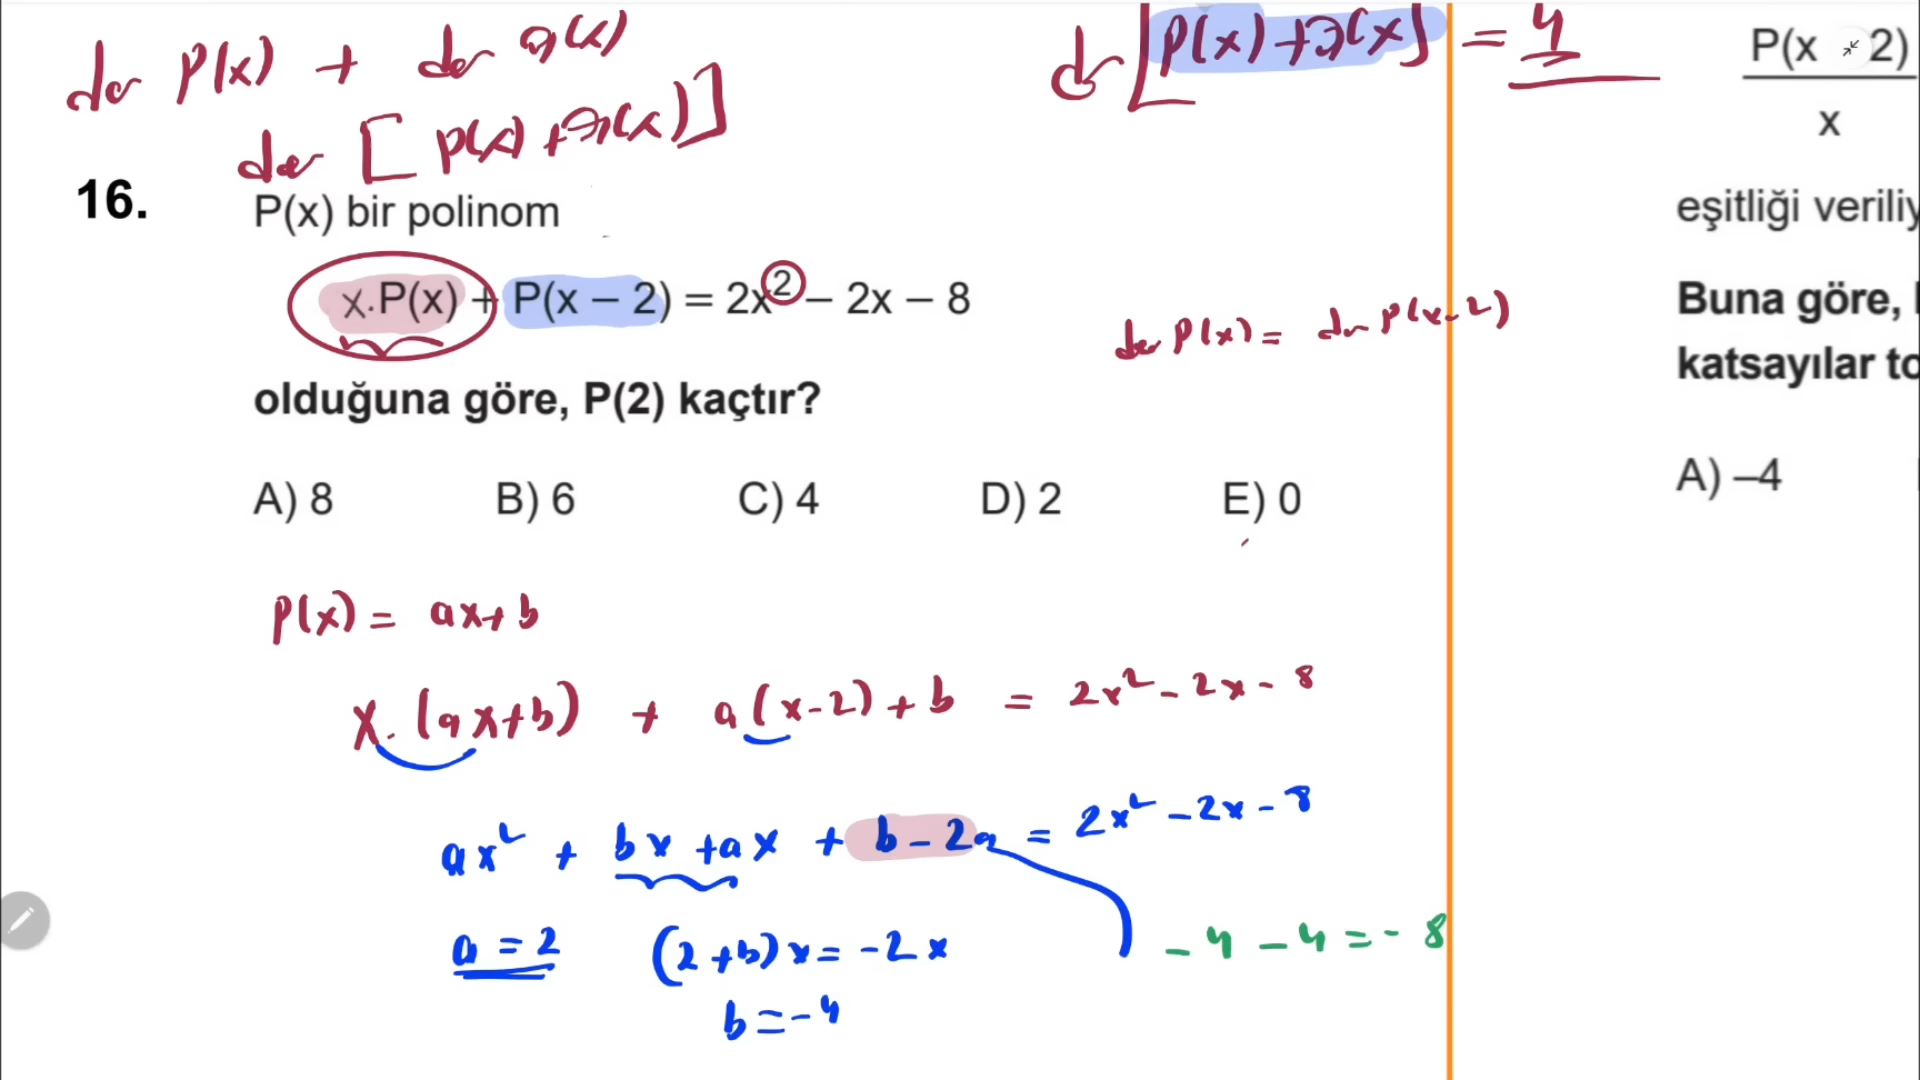 der P(x) + der Q(x)
der [P(x) + Q(x)]
der [P(x) + Q(x)] = 4
16.
P(x) bir polinom
x.P(x) + P(x – 2) = 2x² – 2x – 8
der P(x) = der P(x-2)
olduğuna göre, P(2) kaçtır?
A) 8 B) 6 C) 4 D) 2 E) 0
P(x) = ax+b
x.(ax+b) + a(x-2)+b = 2x² - 2x - 8
ax² + bx +ax + b - 2a = 2x² - 2x - 8
a = 2 (2+b)x = -2x -4 -4 = -8
b = -4
P(x 2)
x
eşitliği
Buna göre,
katsayılar
A) –4